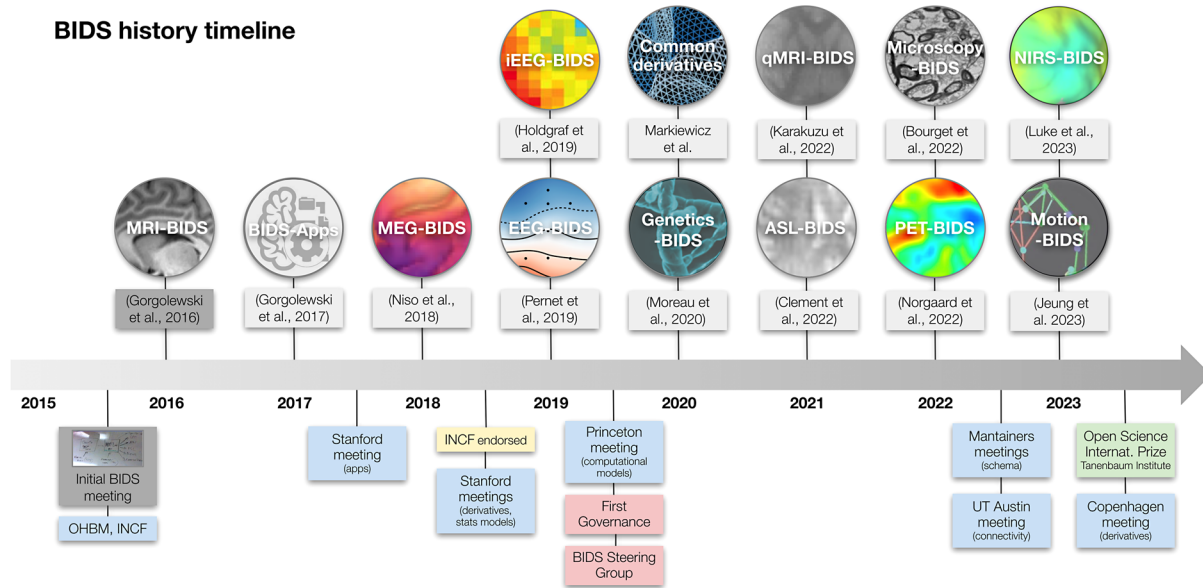 BIDS history timeline
iEEG-BIDS
Common
derivatives
qMRI-BIDS
Microscopy
-BIDS
NIRS-BIDS
(Holdgraf et
al., 2019)
Markiewicz
et al.
(Karakuzu
et al., 2022)
(Bourget et
al., 2022)
(Luke et al.,
2023)
MRI-BIDS
BIDS-Apps
MEG-BIDS
EEG-BIDS
Genetics
-BIDS
ASL-BIDS
PET-BIDS
Motion
-BIDS
(Gorgolewski
et al., 2016)
(Gorgolewski
et al., 2017)
(Niso et al.,
2018)
(Pernet et
al., 2019)
(Moreau et
al., 2020)
(Clement et
al., 2022)
(Norgaard et
al., 2022)
(Jeung et
al. 2023)
2015
2016
2017
2018
2019
2020
2021
2022
2023
Initial BIDS
meeting
OHBM, INCF
Stanford
meeting
(apps)
INCF endorsed
Stanford
meetings
(derivatives,
stats models)
Princeton
meeting
(computational
models)
First
Governance
BIDS Steering
Group
Mantainers
meetings
(schema)
UT Austin
meeting
(connectivity)
Open Science
Internat. Prize
Tanenbaum Institute
Copenhagen
meeting
(derivatives)